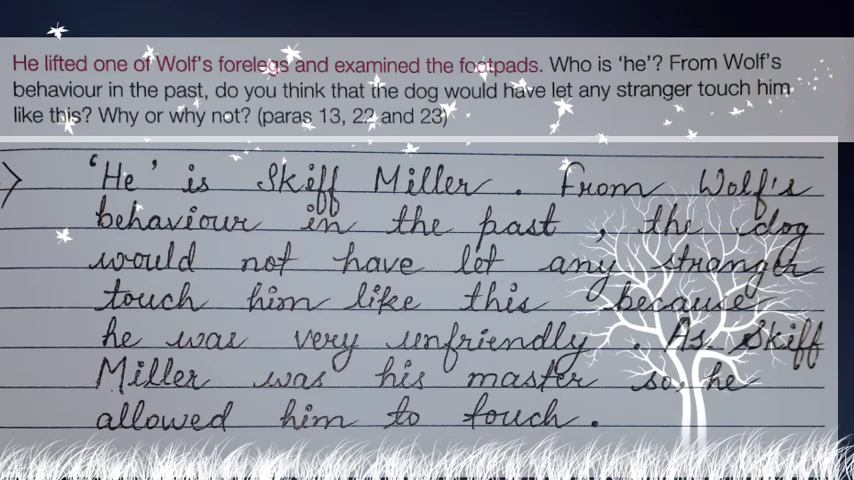 He lifted one of Wolf's forelegs and examined the footpads. Who is 'he'? From Wolf's
behaviour in the past, do you think that the dog would have let any stranger touch him
like this? Why or why not? (paras 13, 22 and 23)
'He' is Skiff Miller. From Wolf's
behaviour in the past, the dog
would not have let any stranger
touch him like this because
he was very unfriendly. As Skiff
Miller was his master so, he
allowed him to touch.